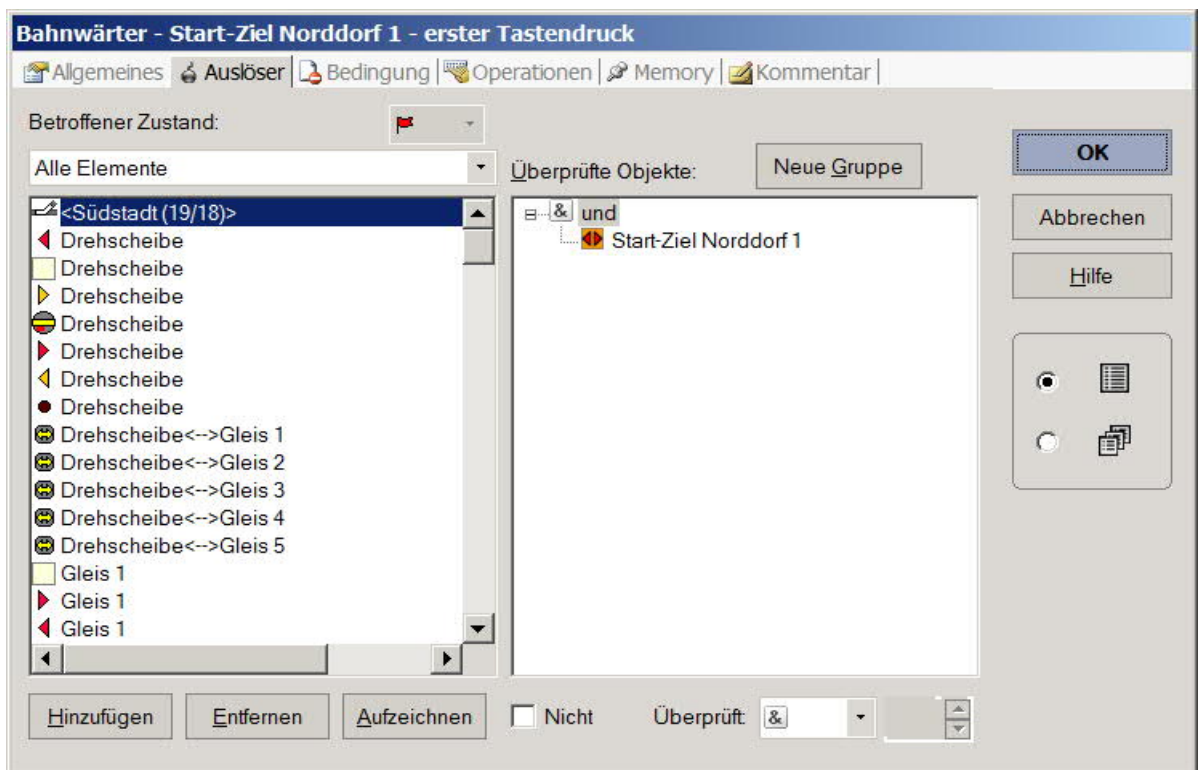 Bahnwärter - Start-Ziel Norddorf 1 - erster Tastendruck
Allgemeines Auslöser Bedingung Operationen Memory Kommentar
Betroffener Zustand:
Alle Elemente
Überprüfte Objekte:
Neue Gruppe
OK
Abbrechen
Hilfe
<Südstadt (19/18)>
Drehscheibe
Drehscheibe
Drehscheibe
Drehscheibe
Drehscheibe
Drehscheibe
Drehscheibe
Drehscheibe<-->Gleis 1
Drehscheibe<-->Gleis 2
Drehscheibe<-->Gleis 3
Drehscheibe<-->Gleis 4
Drehscheibe<-->Gleis 5
Gleis 1
Gleis 1
Gleis 1
& und
Start-Ziel Norddorf 1
Hinzufügen Entfernen Aufzeichnen
Nicht Überprüft: &